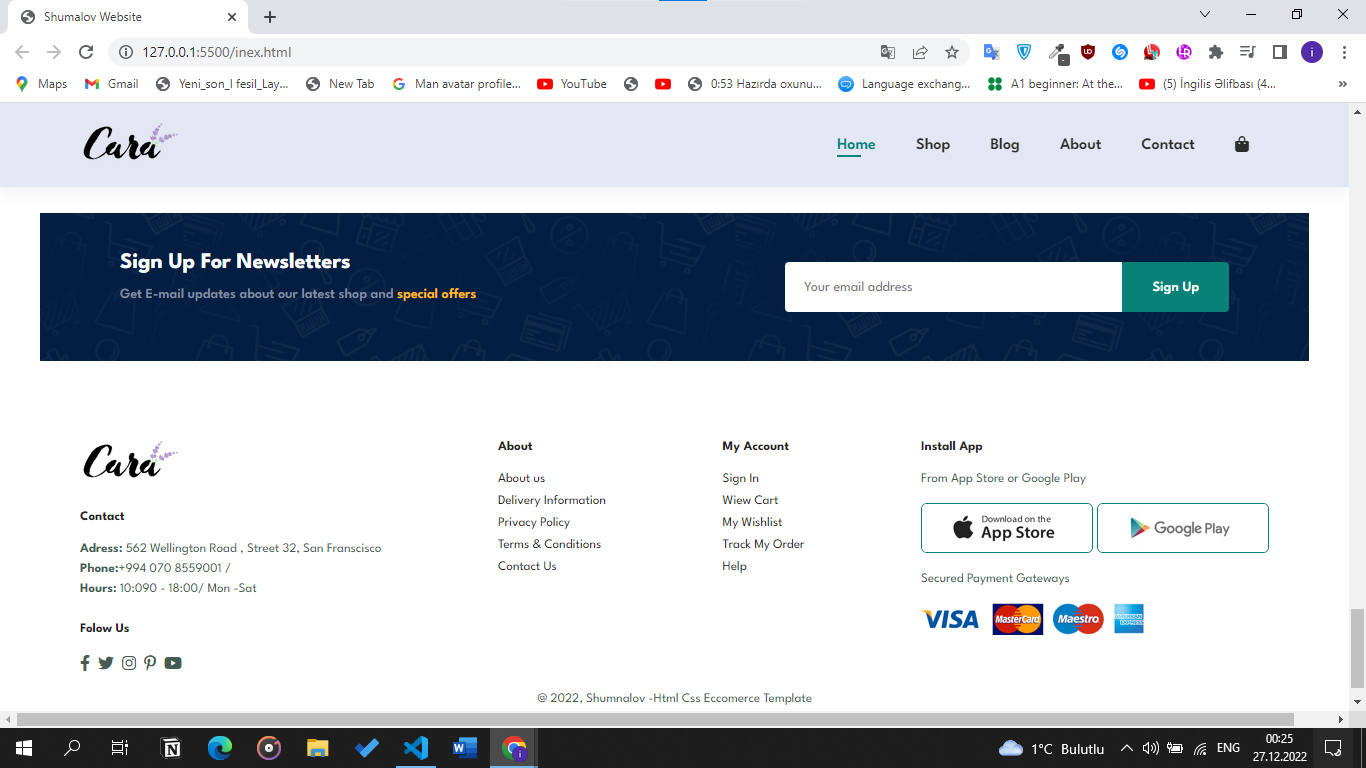 Shumalov Website
127.0.0.1:5500/inex.html
Maps
Gmail
Yeni_son_I fesil_Lay...
New Tab
Man avatar profile...
YouTube
0:53 Hazırda oxunu...
Language exchang...
A1 beginner: At the...
(5) İngilis Əlifbası (4...
»
Cara
Home
Shop
Blog
About
Contact
Sign Up For Newsletters
Get E-mail updates about our latest shop and special offers
Your email address
Sign Up
Cara
Contact
Adress: 562 Wellington Road , Street 32, San Franscisco
Phone:+994 070 8559001 /
Hours: 10:090 - 18:00/ Mon -Sat
Folow Us
About
About us
Delivery Information
Privacy Policy
Terms & Conditions
Contact Us
My Account
Sign In
Wiew Cart
My Wishlist
Track My Order
Help
Install App
From App Store or Google Play
Download on the
App Store
Google Play
Secured Payment Gateways
VISA
MasterCard
Maestro
AMERICAN EXPRESS
@ 2022, Shumnalov -Html Css Eccomerce Template
1°C Bulutlu
ENG
00:25
27.12.2022